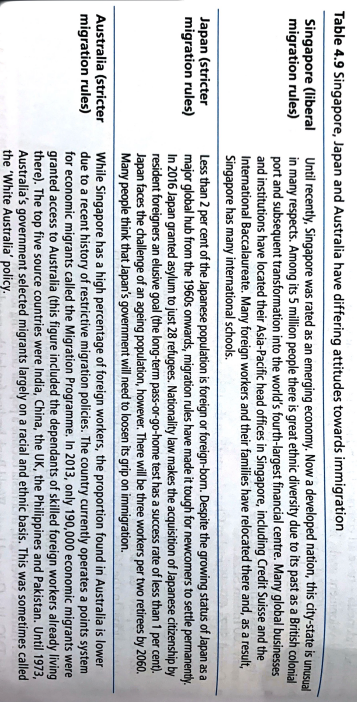 Table 4.9 Singapore, Japan and Australia have differing attitudes towards immigration
Singapore (liberal
migration rules)
Until recently, Singapore was rated as an emerging economy. Now a developed nation, this city-state is unusual
in many respects. Among its 5 million people there is great ethnic diversity due to its past as a British colonial
port and subsequent transformation into the world's fourth-largest financial centre. Many global businesses
and institutions have located their Asia-Pacific head offices in Singapore, including Credit Suisse and the
International Baccalaureate. Many foreign workers and their families have relocated there and, as a result,
Singapore has many international schools.
Japan (stricter
migration rules)
Less than 2 per cent of the Japanese population is foreign or foreign-born. Despite the growing status of Japan as a
major global hub from the 1960s onwards, migration rules have made it tough for newcomers to settle permanently.
In 2016 Japan granted asylum to just 28 refugees. Nationality law makes the acquisition of Japanese citizenship by
resident foreigners an elusive goal (the long-term pass-or-go-home test has a success rate of less than 1 per cent).
Japan faces the challenge of an ageing population, however. There will be three workers per two retirees by 2060.
Many people think that Japan's government will need to loosen its grip on immigration.
Australia (stricter
migration rules)
While Singapore has a high percentage of foreign workers, the proportion found in Australia is lower
due to a recent history of restrictive migration policies. The country currently operates a points system
for economic migrants called the Migration Programme. In 2013, only 190,000 economic migrants were
granted access to Australia (this figure included the dependants of skilled foreign workers already living
there). The top five source countries were India, China, the UK, the Philippines and Pakistan. Until 1973,
Australia's government selected migrants largely on a racial and ethnic basis. This was sometimes called
the 'White Australia' policy.